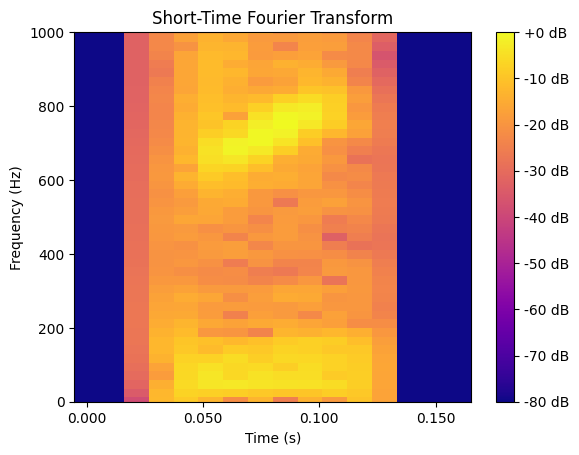 Short-Time Fourier Transform
1000
800
600
400
200
0
Frequency (Hz)
0.000
0.050
0.100
0.150
Time (s)
+0 dB
-10 dB
-20 dB
-30 dB
-40 dB
-50 dB
-60 dB
-70 dB
-80 dB